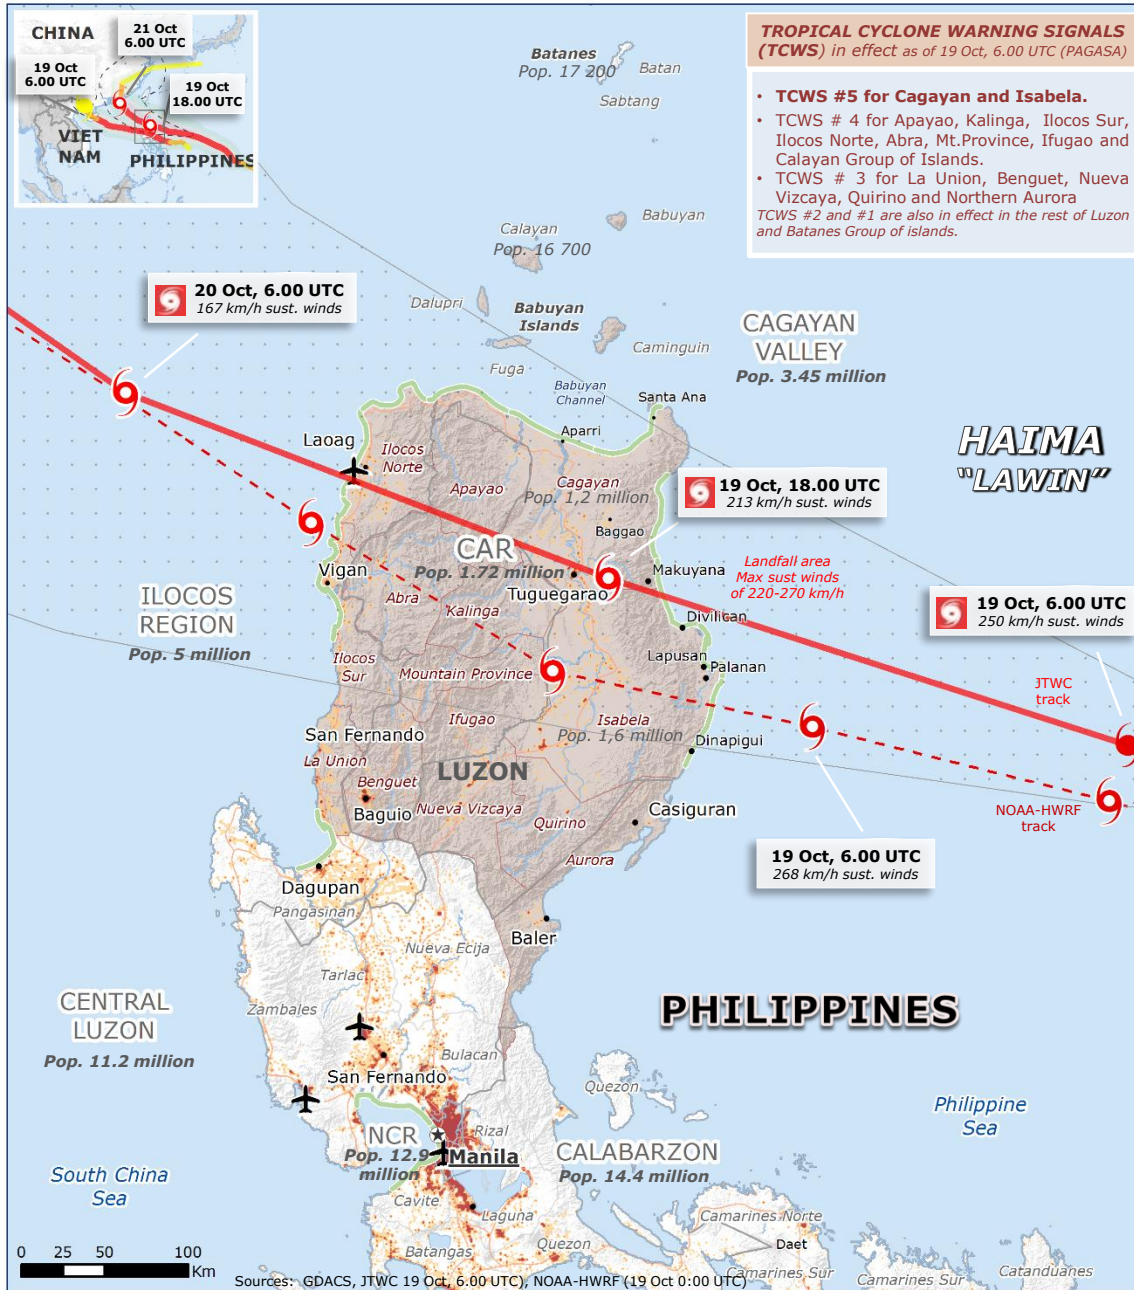 CHINA
21 Oct
6.00 UTC
19 Oct
6.00 UTC
19 Oct
18.00 UTC
VIET
NAM
PHILIPPINES
TROPICAL CYCLONE WARNING SIGNALS
(TCWS) in effect as of 19 Oct, 6.00 UTC (PAGASA)
• TCWS #5 for Cagayan and Isabela.
• TCWS # 4 for Apayao, Kalinga, Ilocos Sur,
Ilocos Norte, Abra, Mt.Province, Ifugao and
Calayan Group of Islands.
• TCWS # 3 for La Union, Benguet, Nueva
Vizcaya, Quirino and Northern Aurora
TCWS #2 and #1 are also in effect in the rest of Luzon
and Batanes Group of islands.
Batanes
Pop. 17 200
Batan
Sabtang
Babuyan
Calayan
Pop. 16 700
20 Oct, 6.00 UTC
167 km/h sust. winds
Dalupri
Babuyan
Islands
Caminguin
Fuga
CAGAYAN
VALLEY
Pop. 3.45 million
Babuyan
Channel
Santa Ana
Aparri
HAIMA
“LAWIN”
Laoag
Ilocos
Norte
Apayao
Cagayan
Pop. 1,2 million
Baggao
19 Oct, 18.00 UTC
213 km/h sust. winds
CAR
Pop. 1.72 million
Tuguegarao
Makuyana
Landfall area
Max sust winds
of 220-270 km/h
Vigan
Abra
Kalinga
ILOCOS
REGION
Pop. 5 million
Divilican
19 Oct, 6.00 UTC
250 km/h sust. winds
Ilocos
Sur
Mountain Province
Lapusan
Palanan
JTWC
track
Ifugao
Isabela
Pop. 1,6 million
San Fernando
Dinapigui
La Union
LUZON
Benguet
Baguio
Nueva Vizcaya
Quirino
Casiguran
NOAA-HWRF
track
Aurora
19 Oct, 6.00 UTC
268 km/h sust. winds
Dagupan
Pangasinan
Baler
Nueva Ecija
Tarlac
Zambales
CENTRAL
LUZON
Pop. 11.2 million
PHILIPPINES
Bulacan
San Fernando
Quezon
Philippine
Sea
NCR
Pop. 12.9
million
Rizal
Manila
CALABARZON
Pop. 14.4 million
South China
Sea
Cavite
Laguna
Camarines Norte
Batangas
Quezon
Daet
Camarines Sur
Camarines Sur
Catanduanes
0 25 50 100
Km
Sources: GDACS, JTWC 19 Oct, 6.00 UTC), NOAA-HWRF (19 Oct 0:00 UTC)